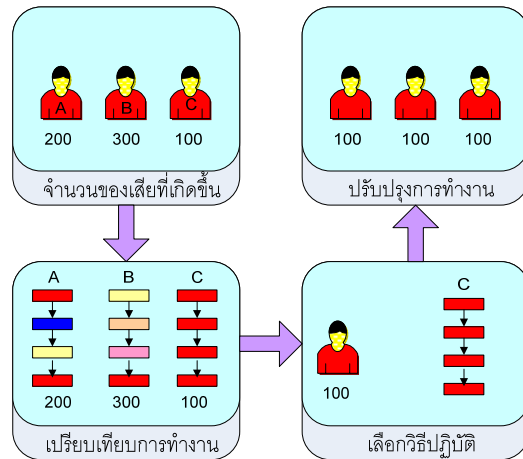 A B C
200 300 100
จำนวนของเสียที่เกิดขึ้น
100 100 100
ปรับปรุงการทำงาน
A B C
200 300 100
เปรียบเทียบการทำงาน
C
100
เลือกวิธีปฏิบัติ